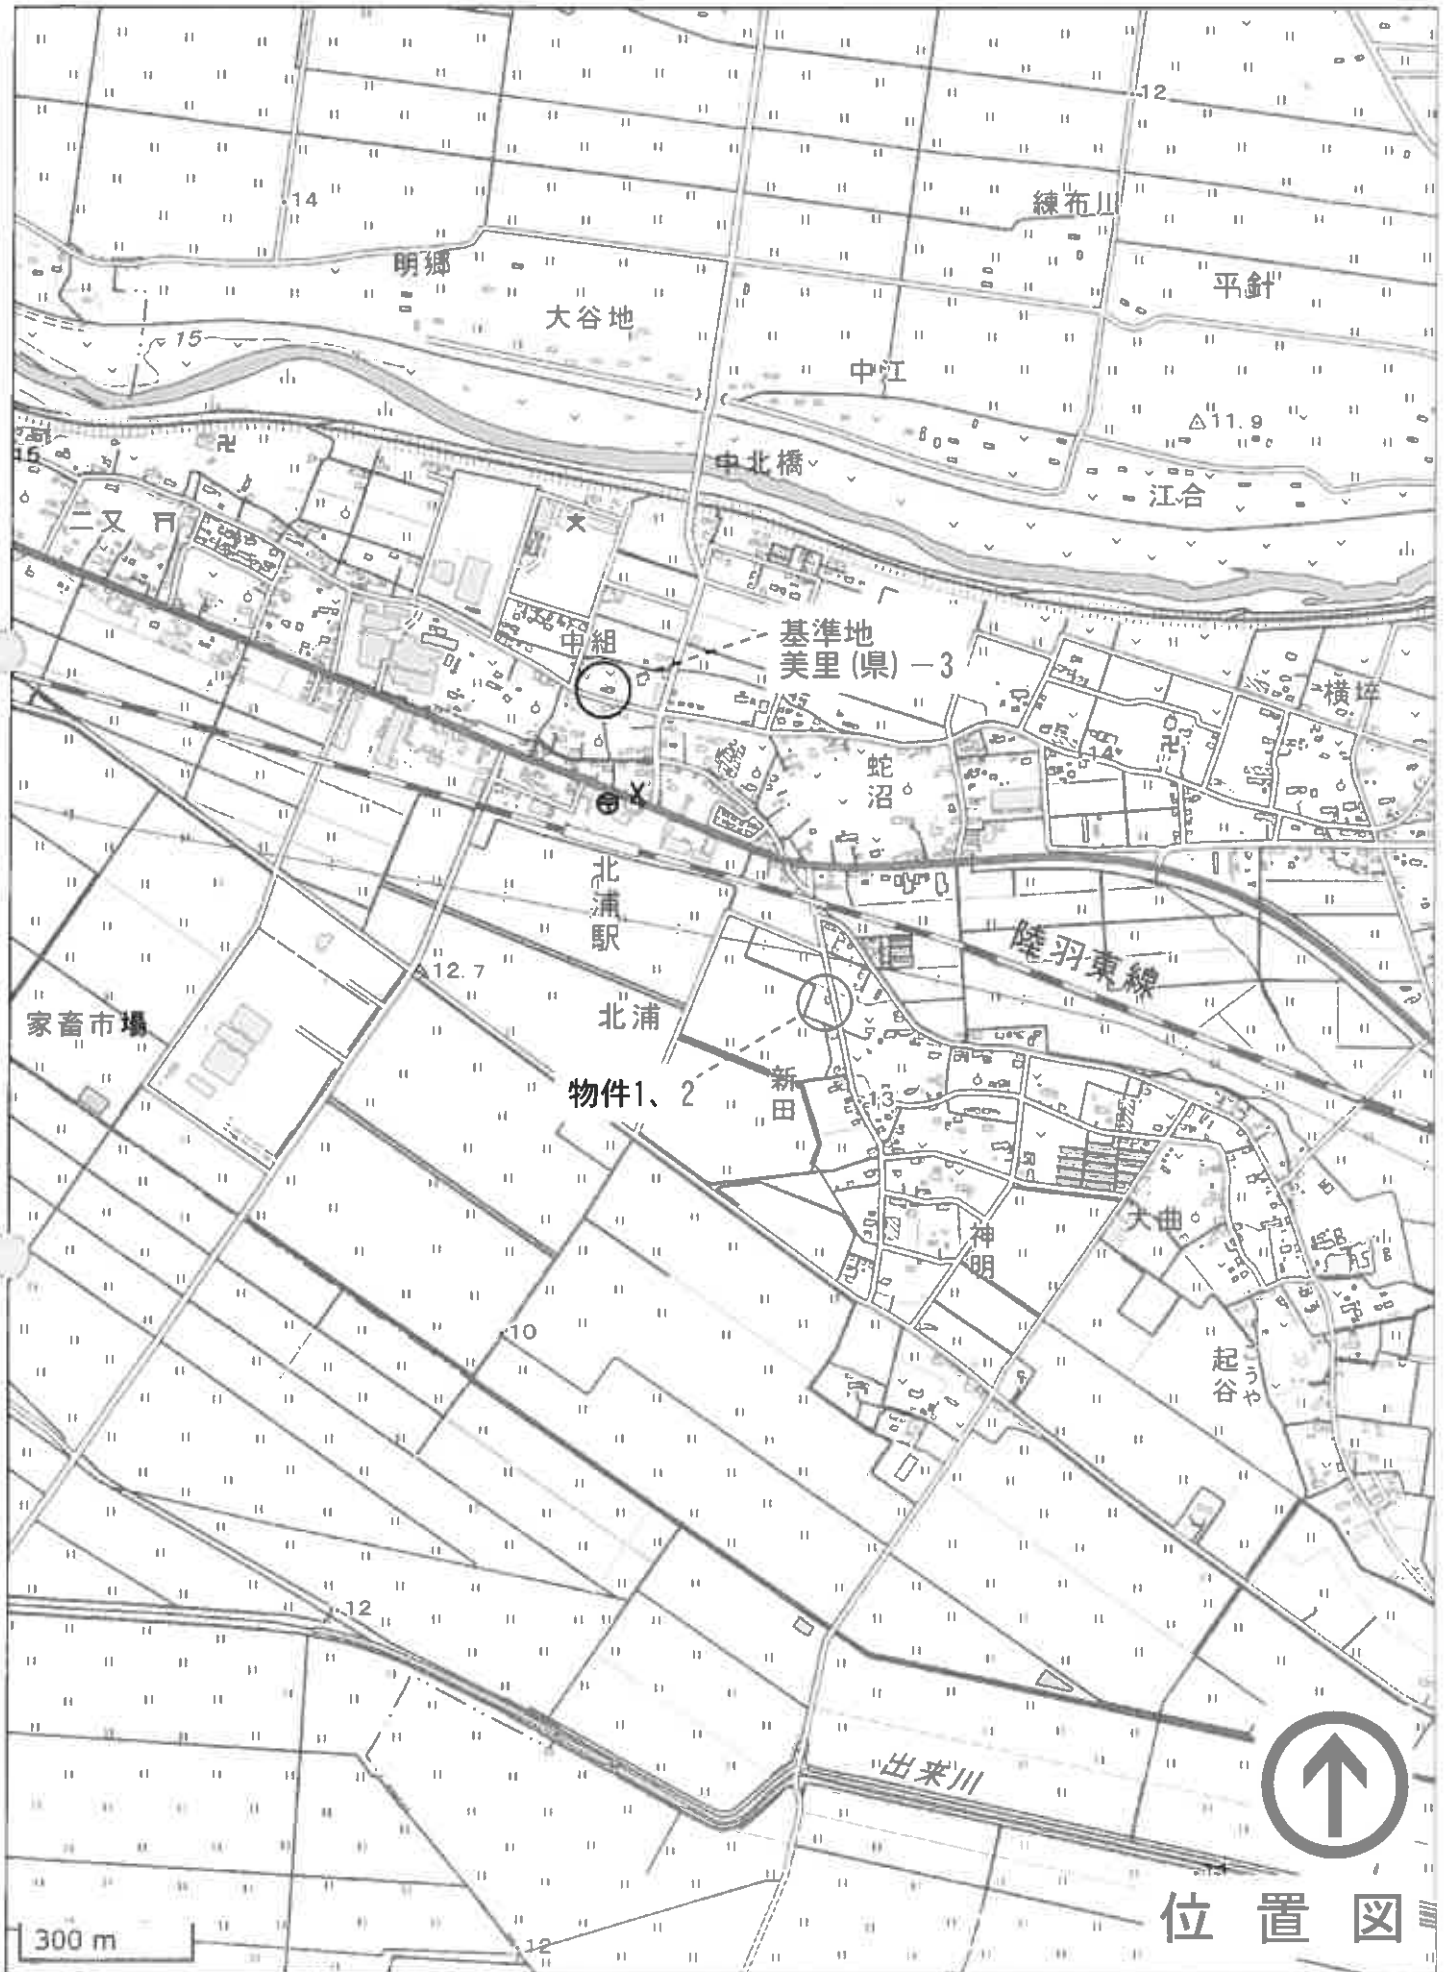 12
14
練布川
明郷
平針
大谷地
15
中江
11.9
中北橋
15
江合
二又
中組
基準地
美里(県)－3
横埣
14
蛇沼
北浦駅
陸羽東線
12.7
家畜市場
北浦
物件1、2
新田
13
大曲
神明
10
起谷
こうや
12
出来川
11
位置図
300 m
12